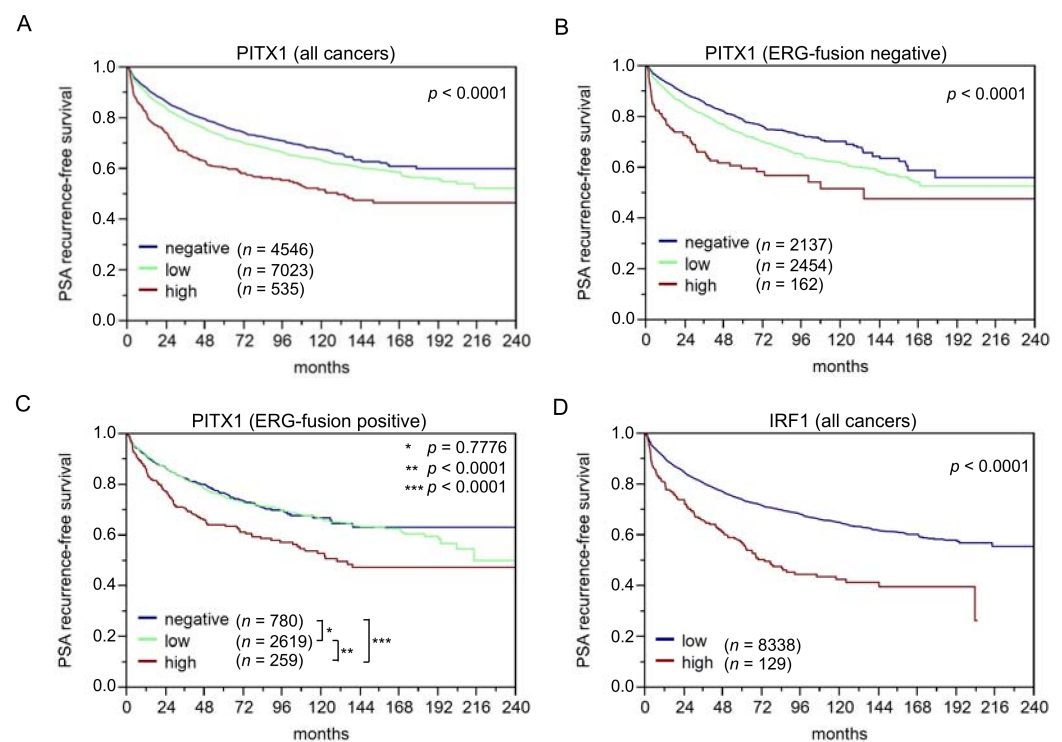 A
PITX1 (all cancers)
p < 0.0001
PSA recurrence-free survival
1.0
0.8
0.6
0.4
0.2
0.0
negative (n = 4546)
low (n = 7023)
high (n = 535)
0 24 48 72 96 120 144 168 192 216 240
months
B
PITX1 (ERG-fusion negative)
p < 0.0001
PSA recurrence-free survival
1.0
0.8
0.6
0.4
0.2
0.0
negative (n = 2137)
low (n = 2454)
high (n = 162)
0 24 48 72 96 120 144 168 192 216 240
months
C
PITX1 (ERG-fusion positive)
* p = 0.7776
** p < 0.0001
*** p < 0.0001
PSA recurrence-free survival
1.0
0.8
0.6
0.4
0.2
0.0
negative (n = 780)
low (n = 2619)
high (n = 259)
* ** ***
0 24 48 72 96 120 144 168 192 216 240
months
D
IRF1 (all cancers)
p < 0.0001
PSA recurrence-free survival
1.0
0.8
0.6
0.4
0.2
0.0
low (n = 8338)
high (n = 129)
0 24 48 72 96 120 144 168 192 216 240
months